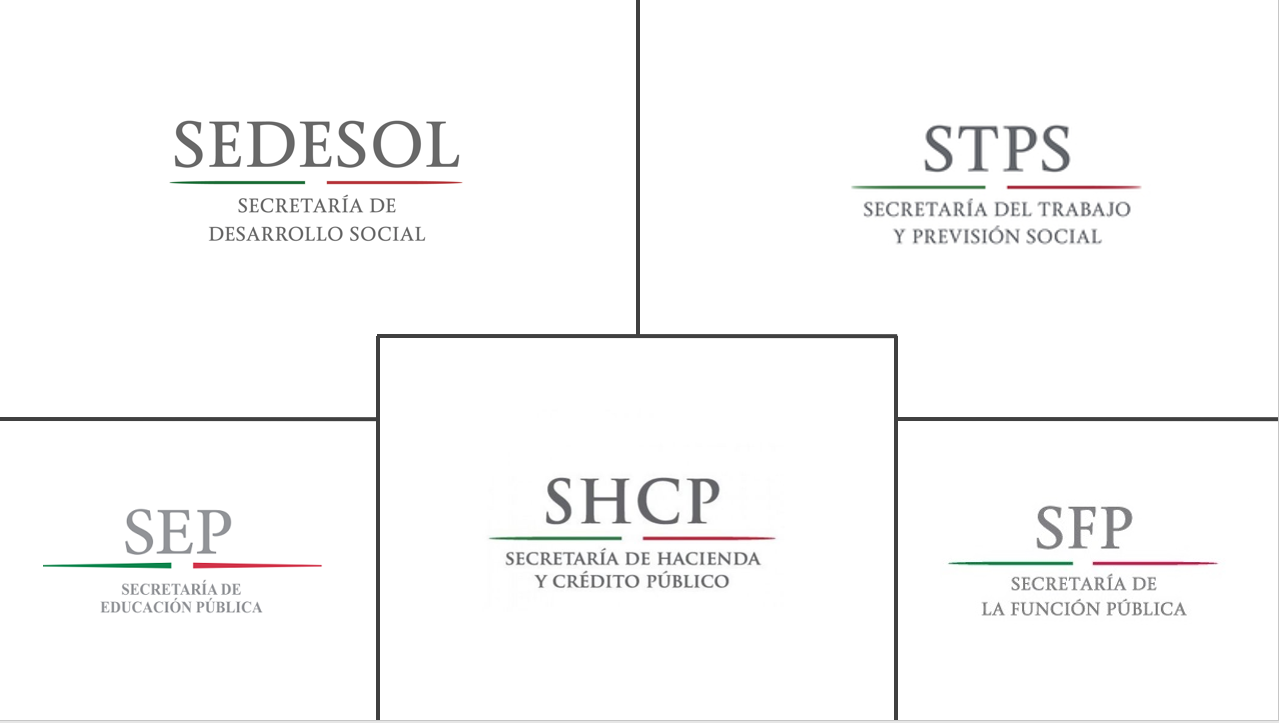 SEDESOL
SECRETARÍA DE
DESARROLLO SOCIAL
STPS
SECRETARÍA DEL TRABAJO
Y PREVISIÓN SOCIAL
SEP
SECRETARÍA DE
EDUCACIÓN PÚBLICA
SHCP
SECRETARÍA DE HACIENDA
Y CRÉDITO PÚBLICO
SFP
SECRETARÍA DE
LA FUNCIÓN PÚBLICA